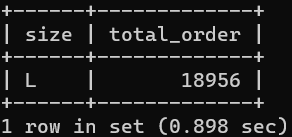 +------+-------------+
| size | total_order |
+------+-------------+
| L    |       18956 |
+------+-------------+
1 row in set (0.898 sec)